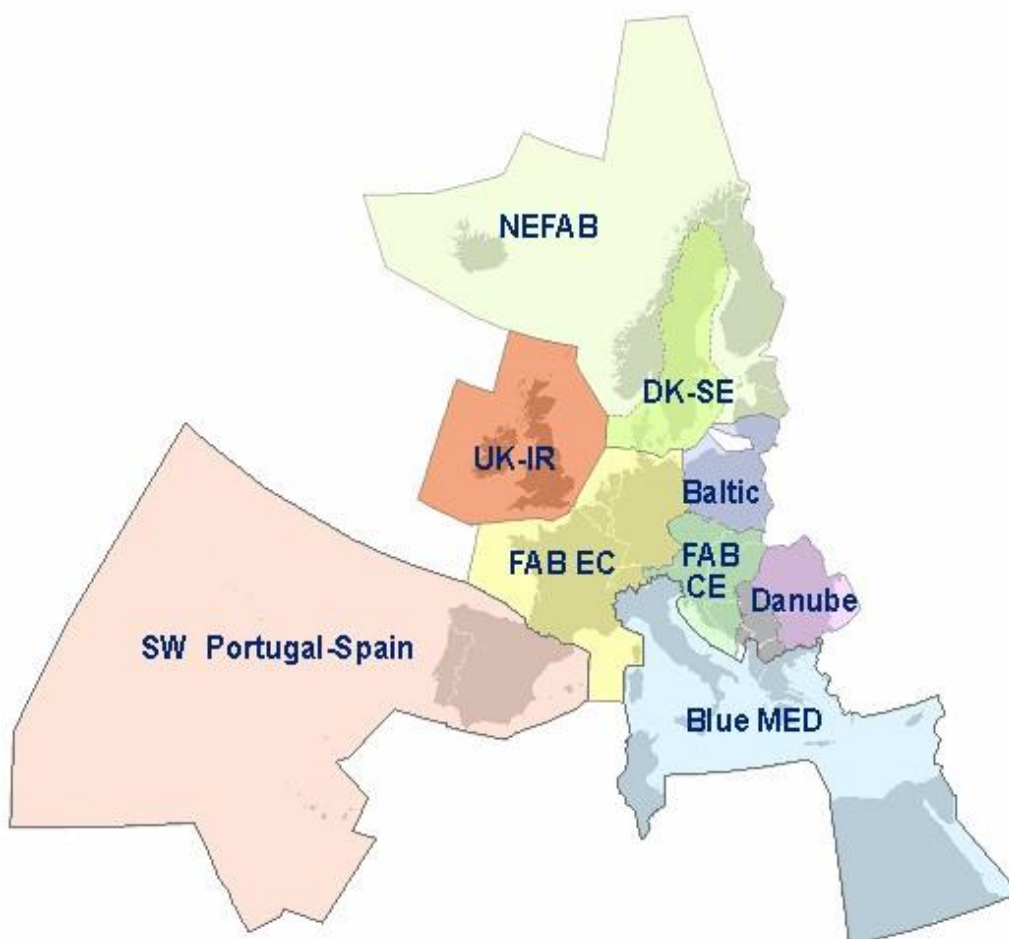 NEFAB
DK-SE
UK-IR
Baltic
FAB EC
FAB
CE
Danube
SW Portugal-Spain
Blue MED